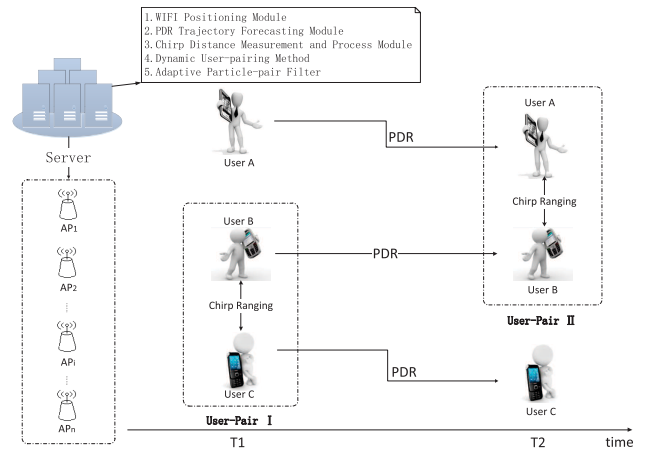 1.WIFI Positioning Module
2.PDR Trajectory Forecasting Module
3.Chirp Distance Measurement and Process Module
4.Dynamic User-pairing Method
5.Adaptive Particle-pair Filter
Server
AP1
AP2
APi
APn
User A
PDR
User A
Chirp Ranging
User B
User-Pair II
User B
PDR
Chirp Ranging
User C
User-Pair I
PDR
User C
T1
T2
time